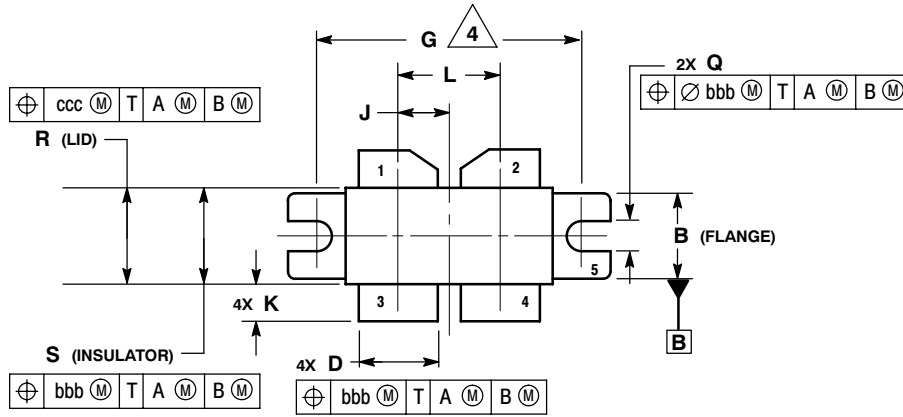 G 4
2X Q
L
⌖ ⌀ bbb Ⓜ T A Ⓜ B Ⓜ
⌖ ccc Ⓜ T A Ⓜ B Ⓜ
J
R (LID)
1 2
B (FLANGE)
5
4X K
3 4
S (INSULATOR)
B
4X D
⌖ bbb Ⓜ T A Ⓜ B Ⓜ
⌖ bbb Ⓜ T A Ⓜ B Ⓜ